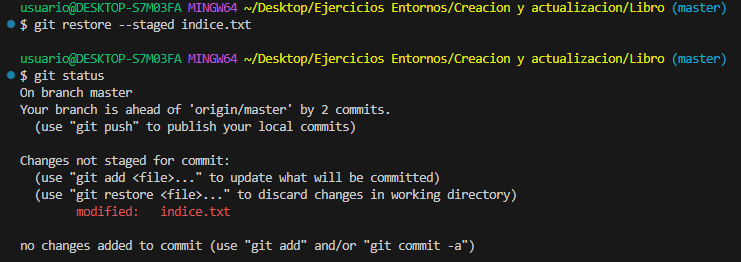 usuario@DESKTOP-S7M03FA MINGW64 ~/Desktop/Ejercicios Entornos/Creacion y actualizacion/Libro (master)
$ git restore --staged indice.txt
usuario@DESKTOP-S7M03FA MINGW64 ~/Desktop/Ejercicios Entornos/Creacion y actualizacion/Libro (master)
$ git status
On branch master
Your branch is ahead of 'origin/master' by 2 commits.
  (use "git push" to publish your local commits)
Changes not staged for commit:
  (use "git add <file>..." to update what will be committed)
  (use "git restore <file>..." to discard changes in working directory)
        modified:   indice.txt
no changes added to commit (use "git add" and/or "git commit -a")